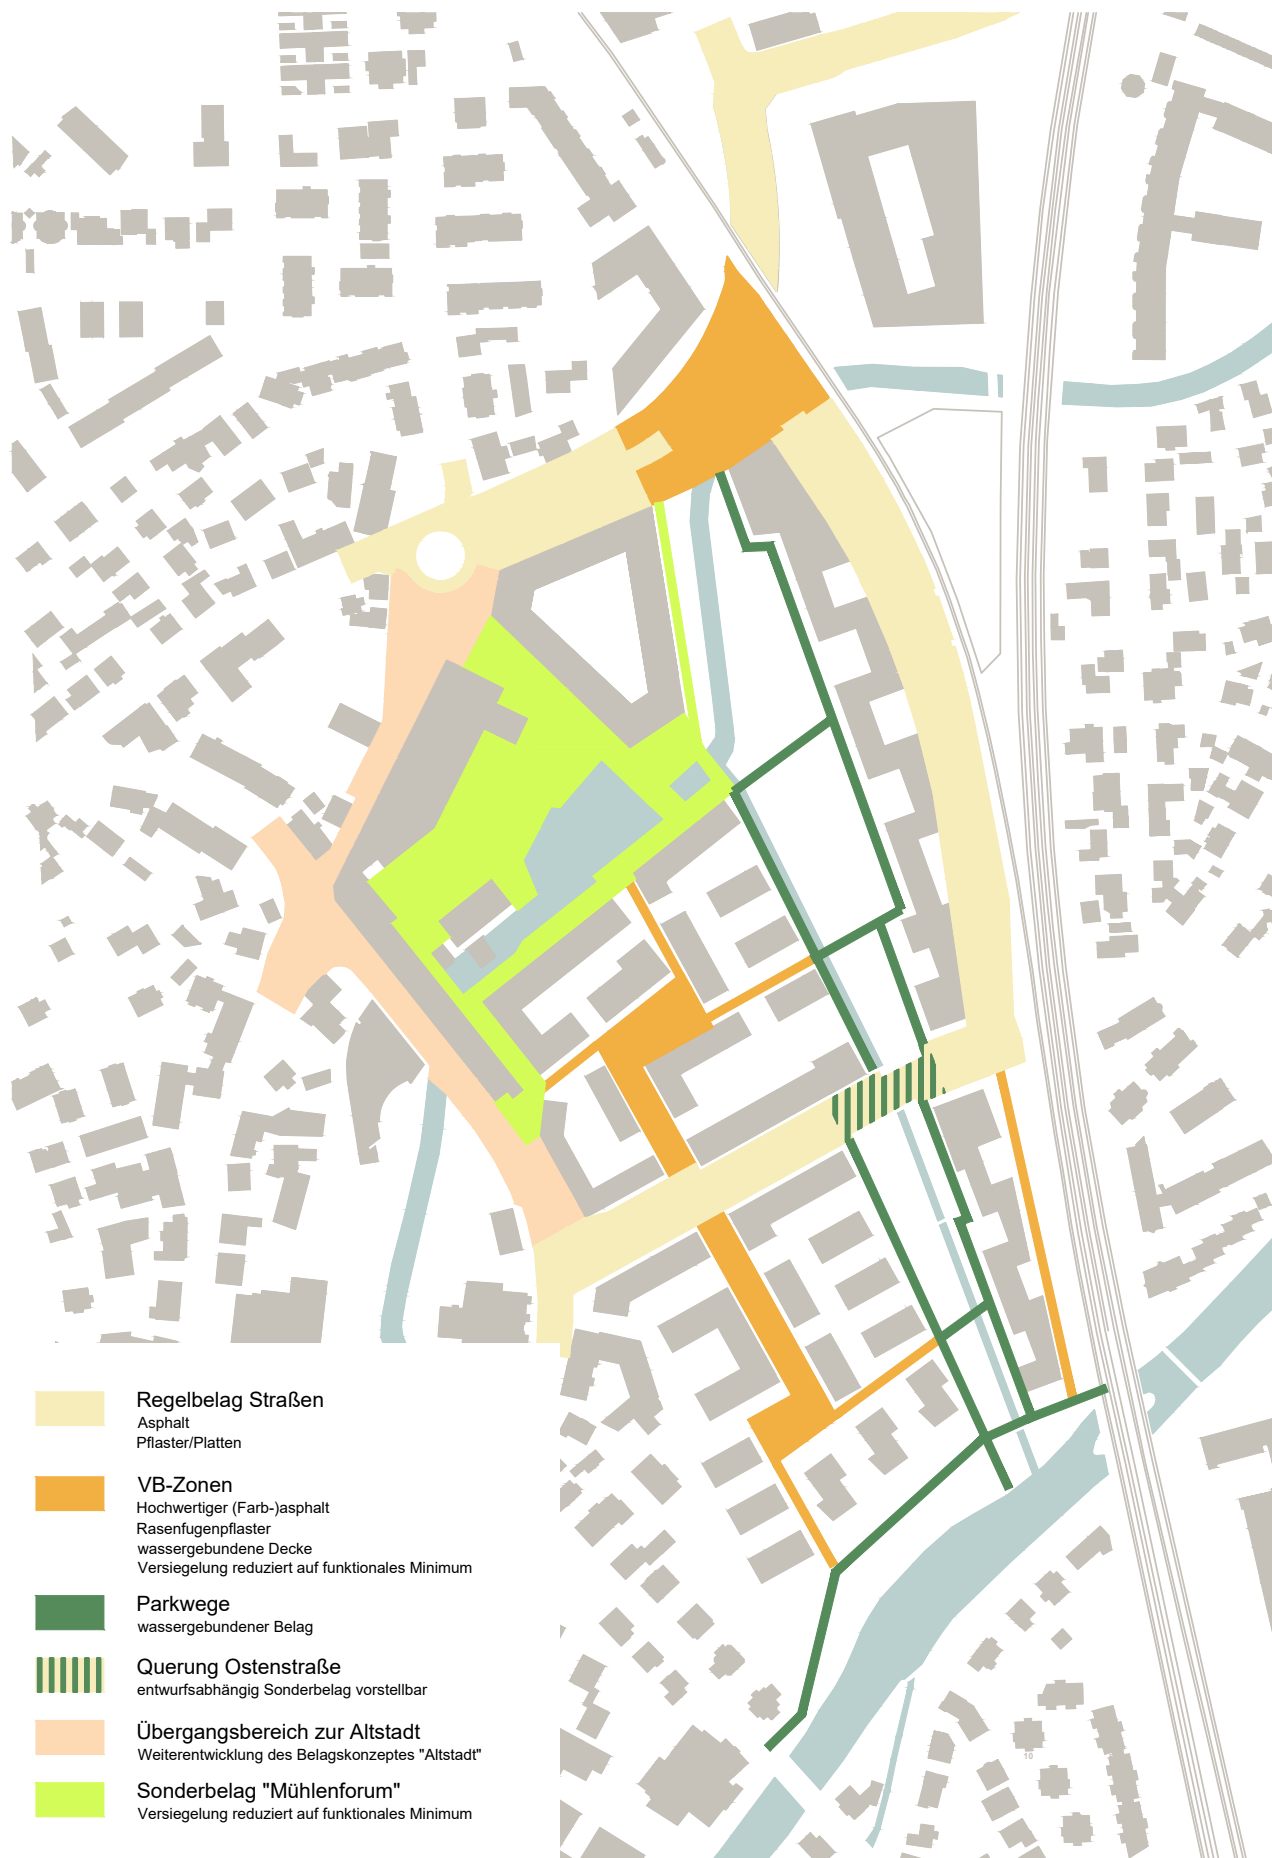 Regelbelag Straßen
Asphalt
Pflaster/Platten
VB-Zonen
Hochwertiger (Farb-)asphalt
Rasenfugenpflaster
wassergebundene Decke
Versiegelung reduziert auf funktionales Minimum
Parkwege
wassergebundener Belag
Querung Ostenstraße
entwurfsabhängig Sonderbelag vorstellbar
Übergangsbereich zur Altstadt
Weiterentwicklung des Belagskonzeptes "Altstadt"
Sonderbelag "Mühlenforum"
Versiegelung reduziert auf funktionales Minimum
10